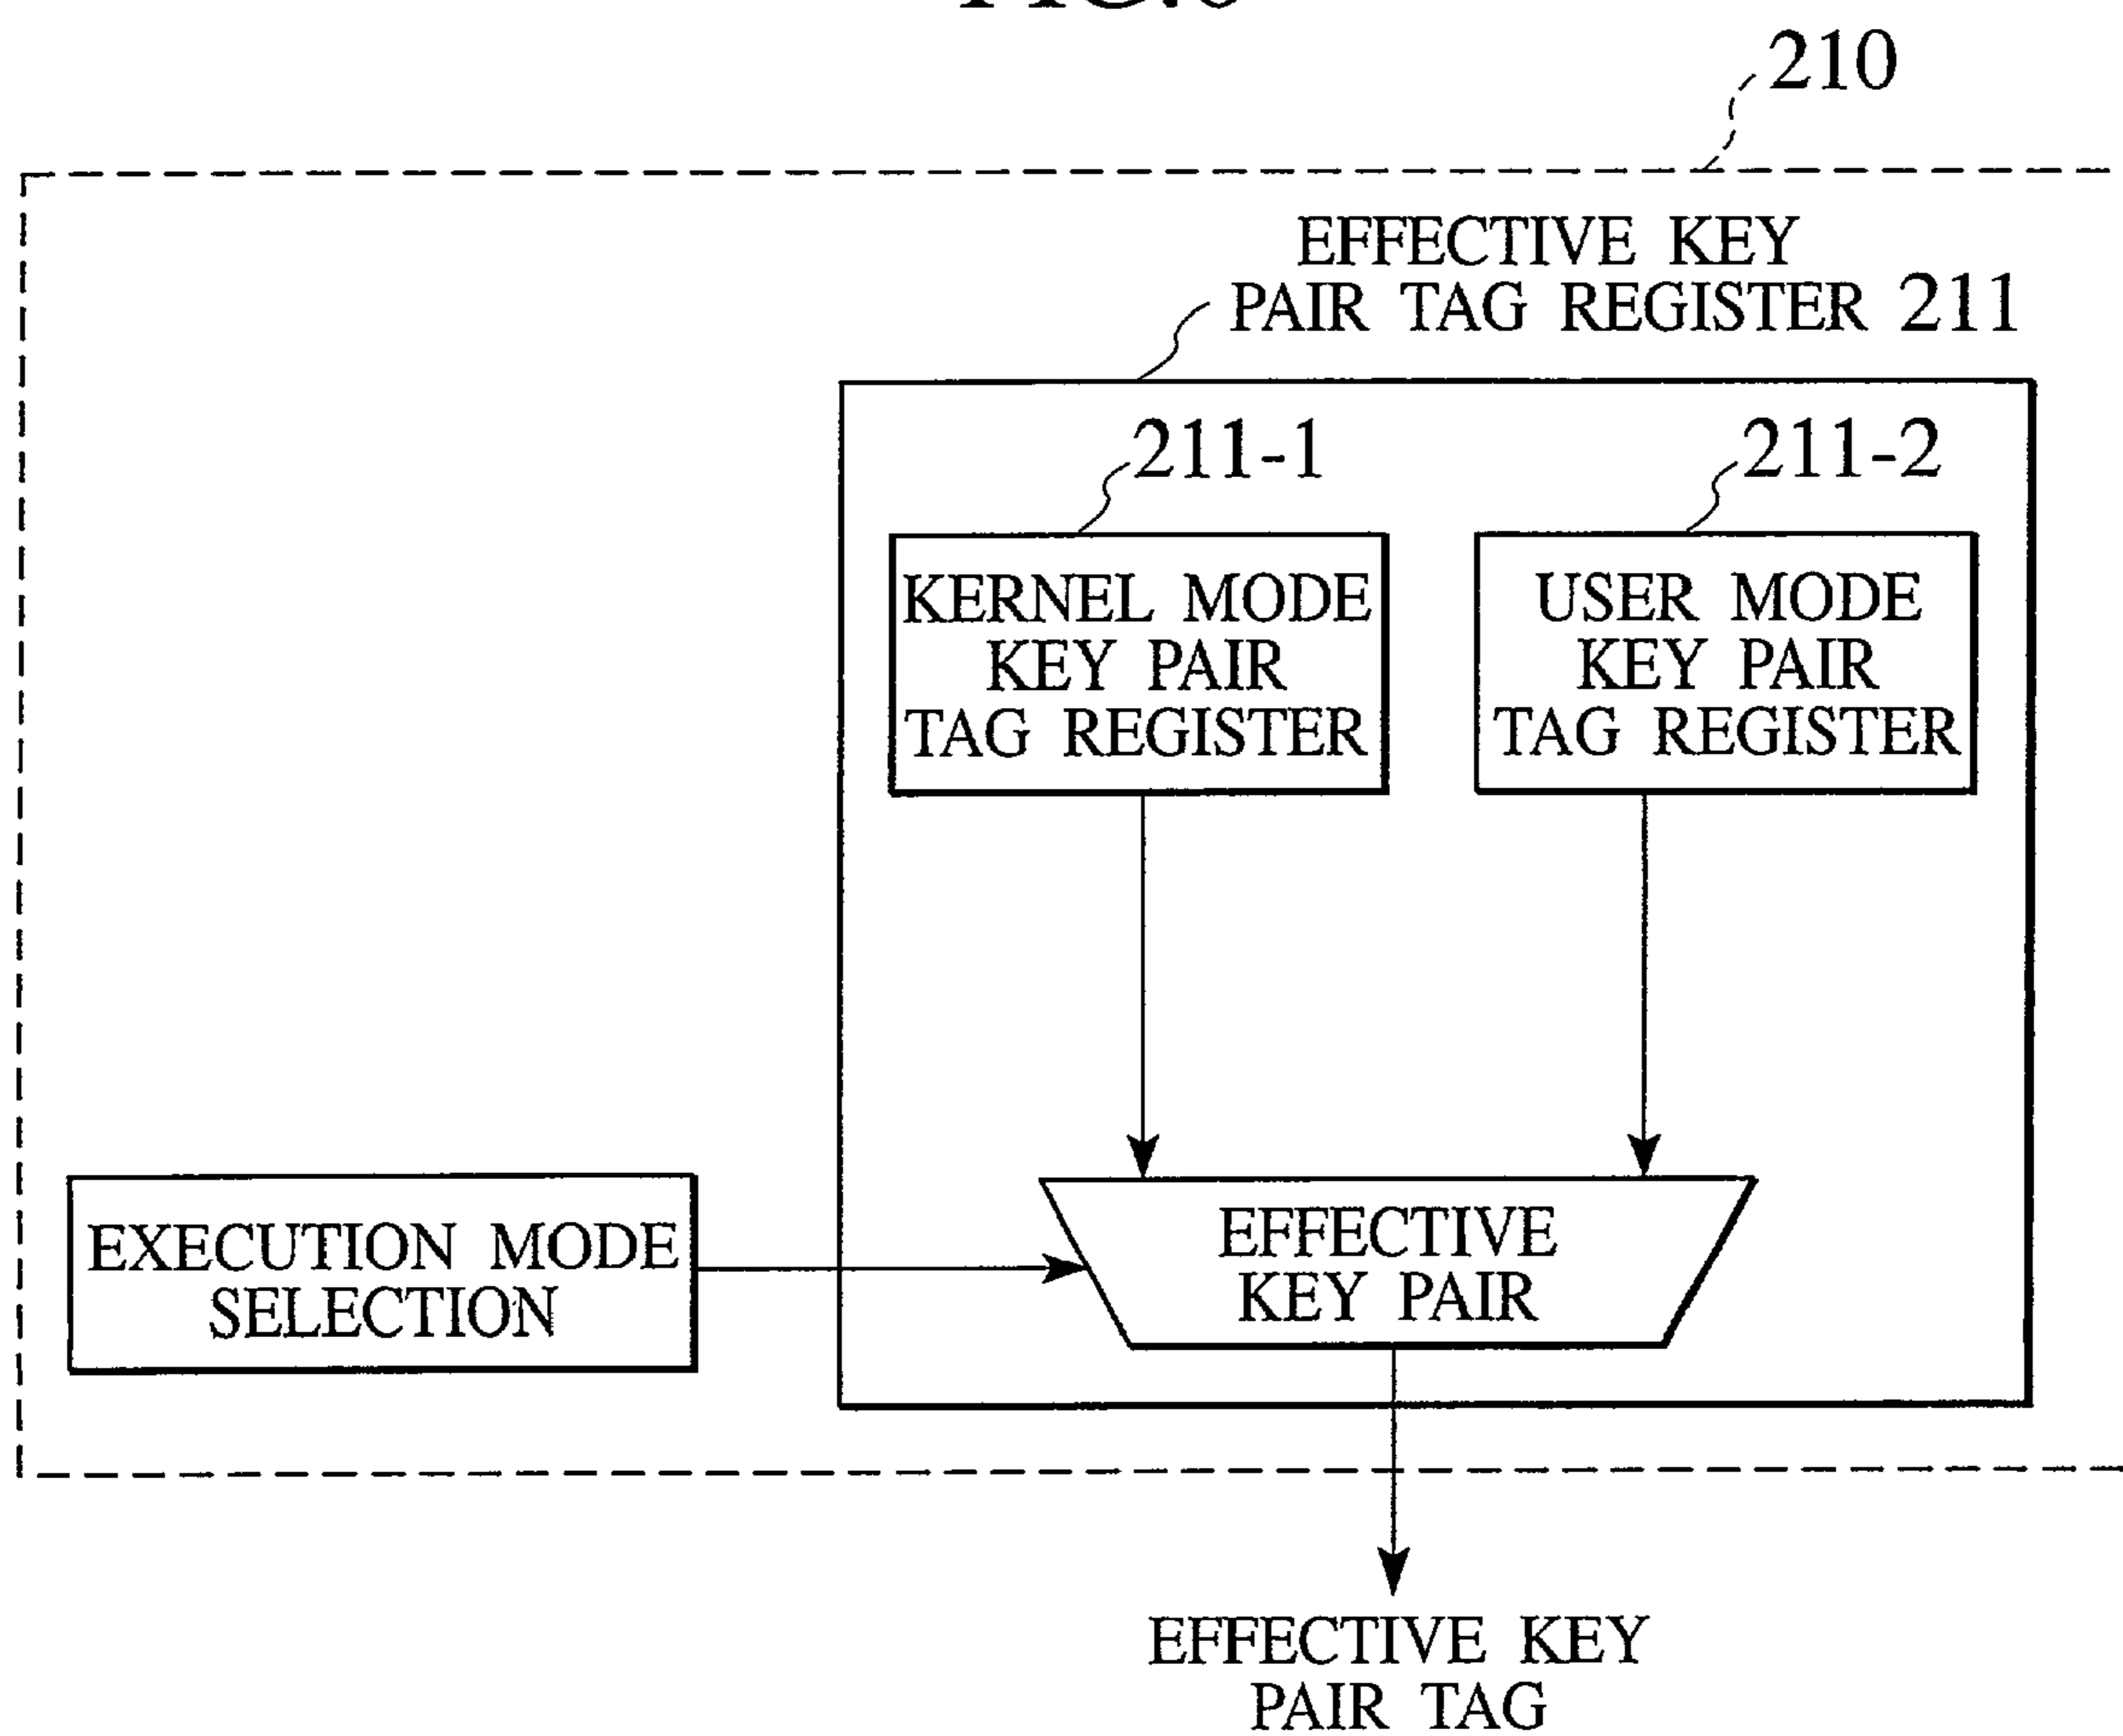 210
EFFECTIVE KEY
PAIR TAG REGISTER 211
211-1
211-2
KERNEL MODE
KEY PAIR
TAG REGISTER
USER MODE
KEY PAIR
TAG REGISTER
EXECUTION MODE
SELECTION
EFFECTIVE
KEY PAIR
EFFECTIVE KEY
PAIR TAG